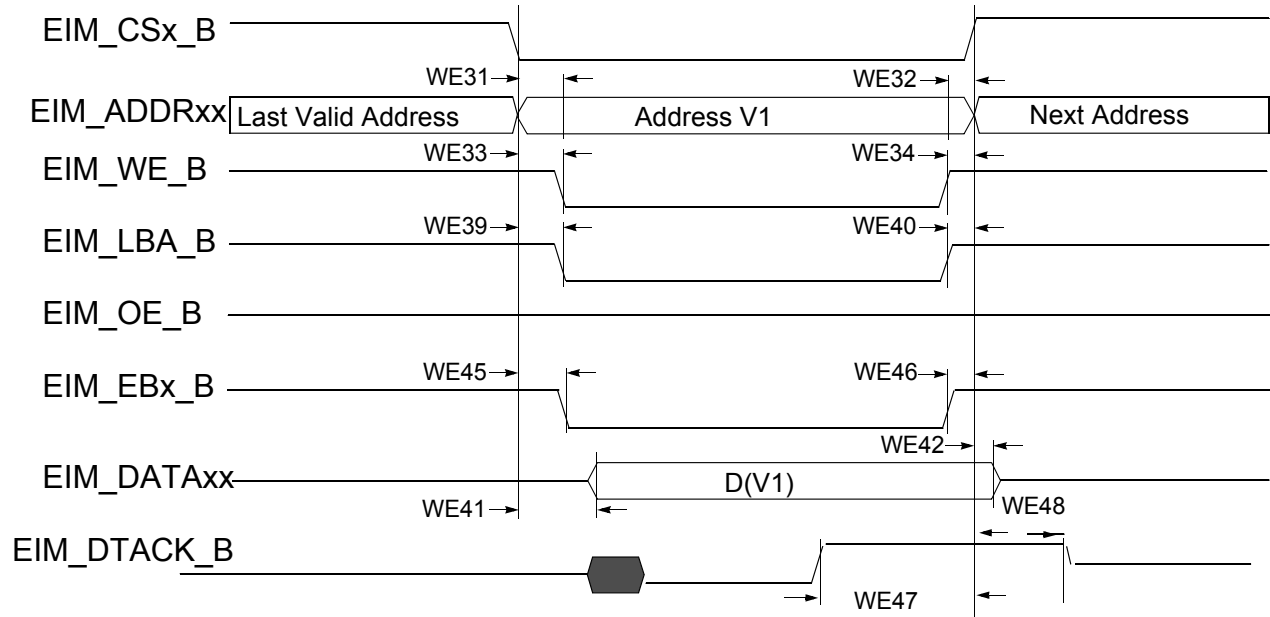 EIM_CSx_B
WE31
WE32
EIM_ADDRxx
Last Valid Address
Address V1
Next Address
WE33
WE34
EIM_WE_B
WE39
WE40
EIM_LBA_B
EIM_OE_B
WE45
WE46
EIM_EBx_B
WE42
EIM_DATAxx
D(V1)
WE41
WE48
EIM_DTACK_B
WE47